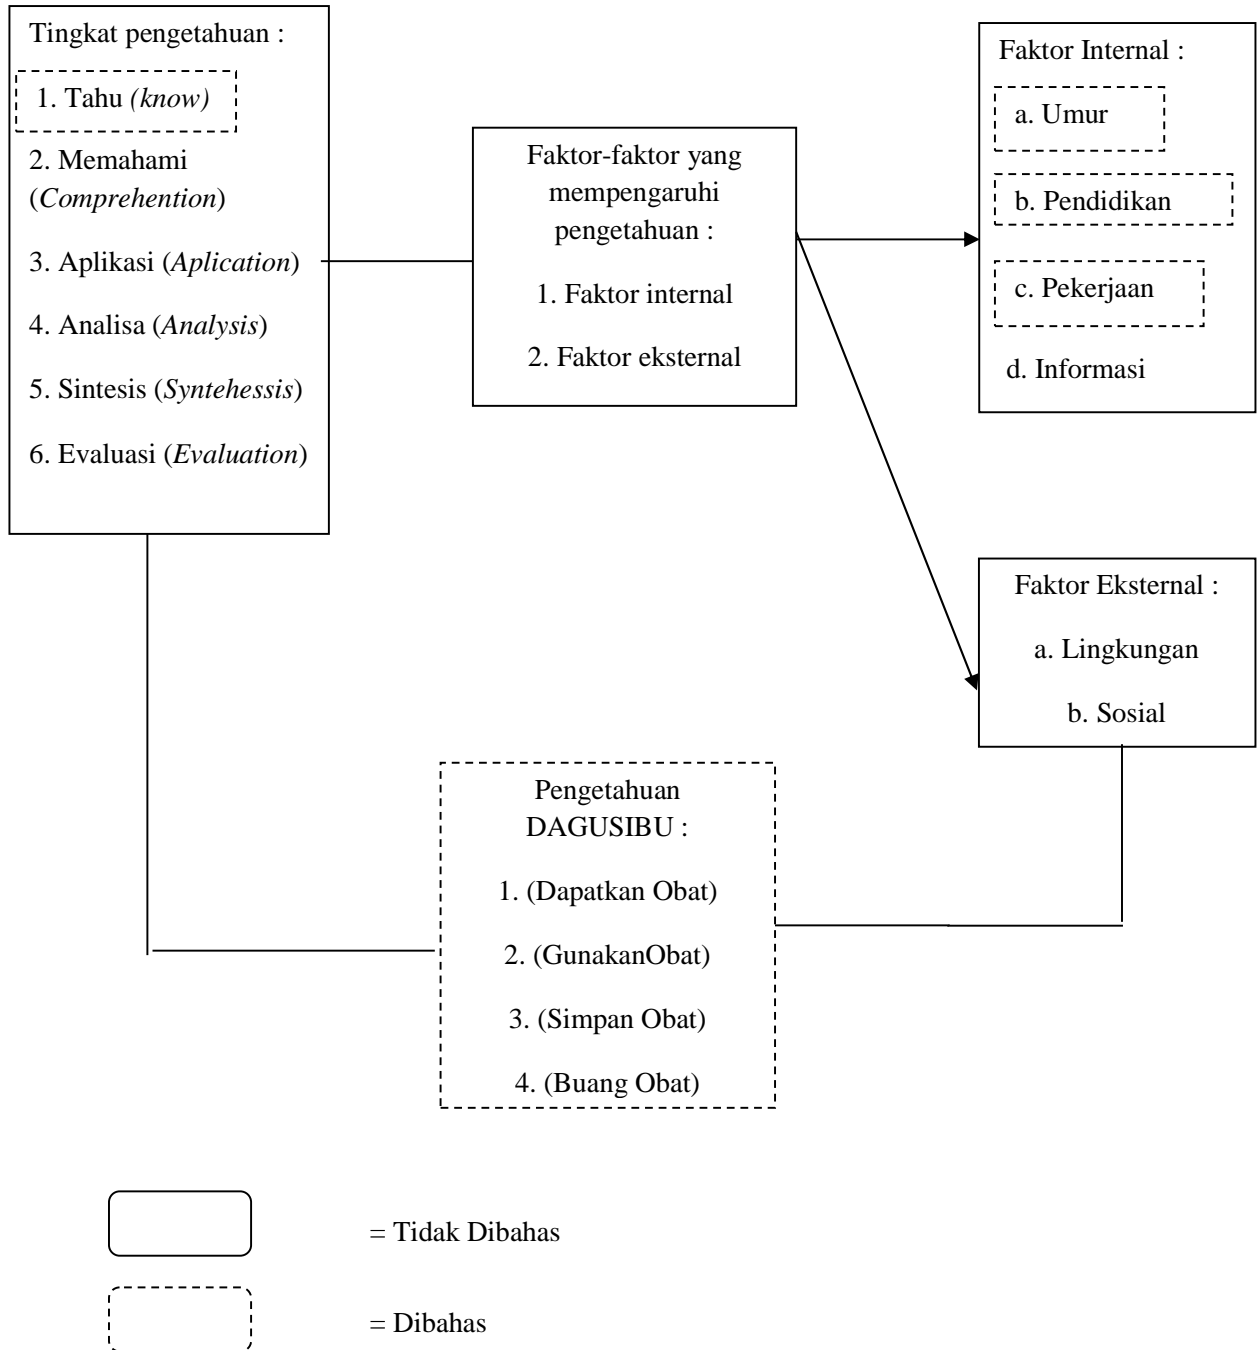 Tingkat pengetahuan :
1. Tahu (know)
2. Memahami
(Comprehention)
3. Aplikasi (Aplication)
4. Analisa (Analysis)
5. Sintesis (Syntehessis)
6. Evaluasi (Evaluation)
Faktor-faktor yang
mempengaruhi
pengetahuan :
1. Faktor internal
2. Faktor eksternal
Faktor Internal :
a. Umur
b. Pendidikan
c. Pekerjaan
d. Informasi
Faktor Eksternal :
a. Lingkungan
b. Sosial
Pengetahuan
DAGUSIBU :
1. (Dapatkan Obat)
2. (GunakanObat)
3. (Simpan Obat)
4. (Buang Obat)
= Tidak Dibahas
= Dibahas